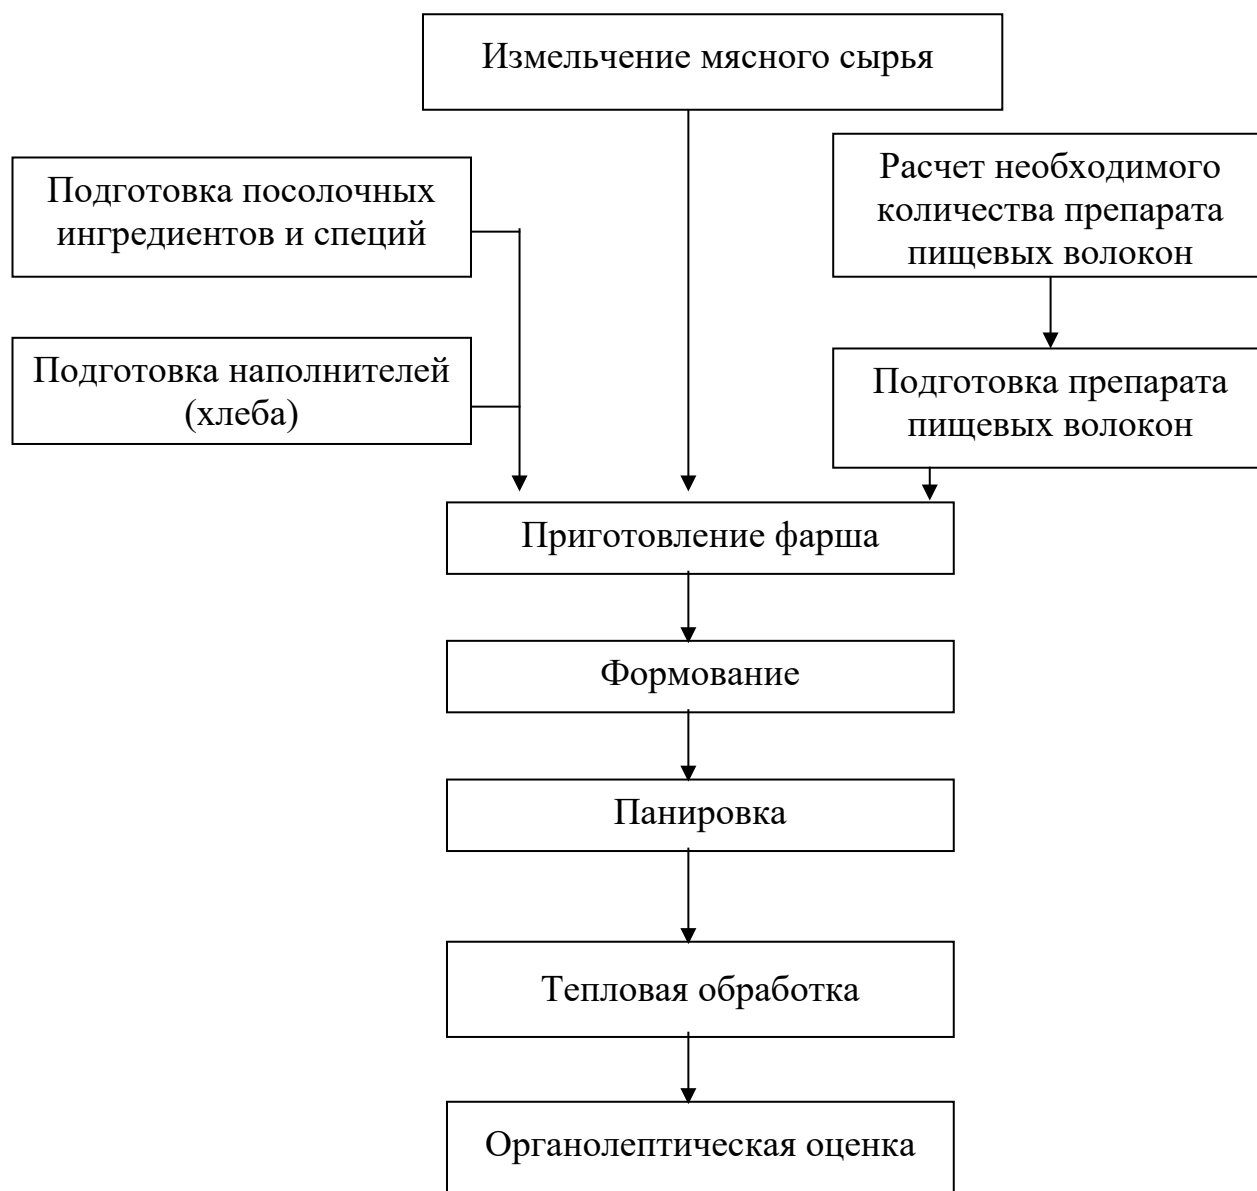 Измельчение мясного сырья
Подготовка посолочных
ингредиентов и специй
Расчет необходимого
количества препарата
пищевых волокон
Подготовка наполнителей
(хлеба)
Подготовка препарата
пищевых волокон
Приготовление фарша
Формование
Панировка
Тепловая обработка
Органолептическая оценка